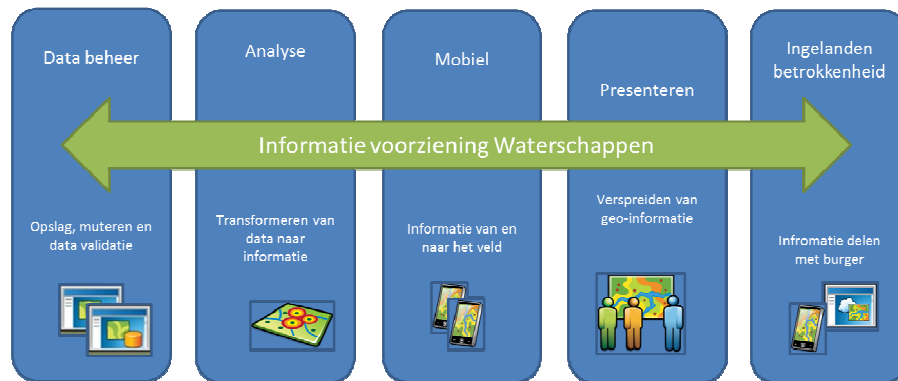 Data beheer
Analyse
Mobiel
Presenteren
Ingelanden
betrokkenheid
Informatie voorziening Waterschappen
Opslag, muteren en
data validatie
Transformeren van
data naar
informatie
Informatie van en
naar het veld
Verspreiden van
geo-informatie
Infromatie delen
met burger